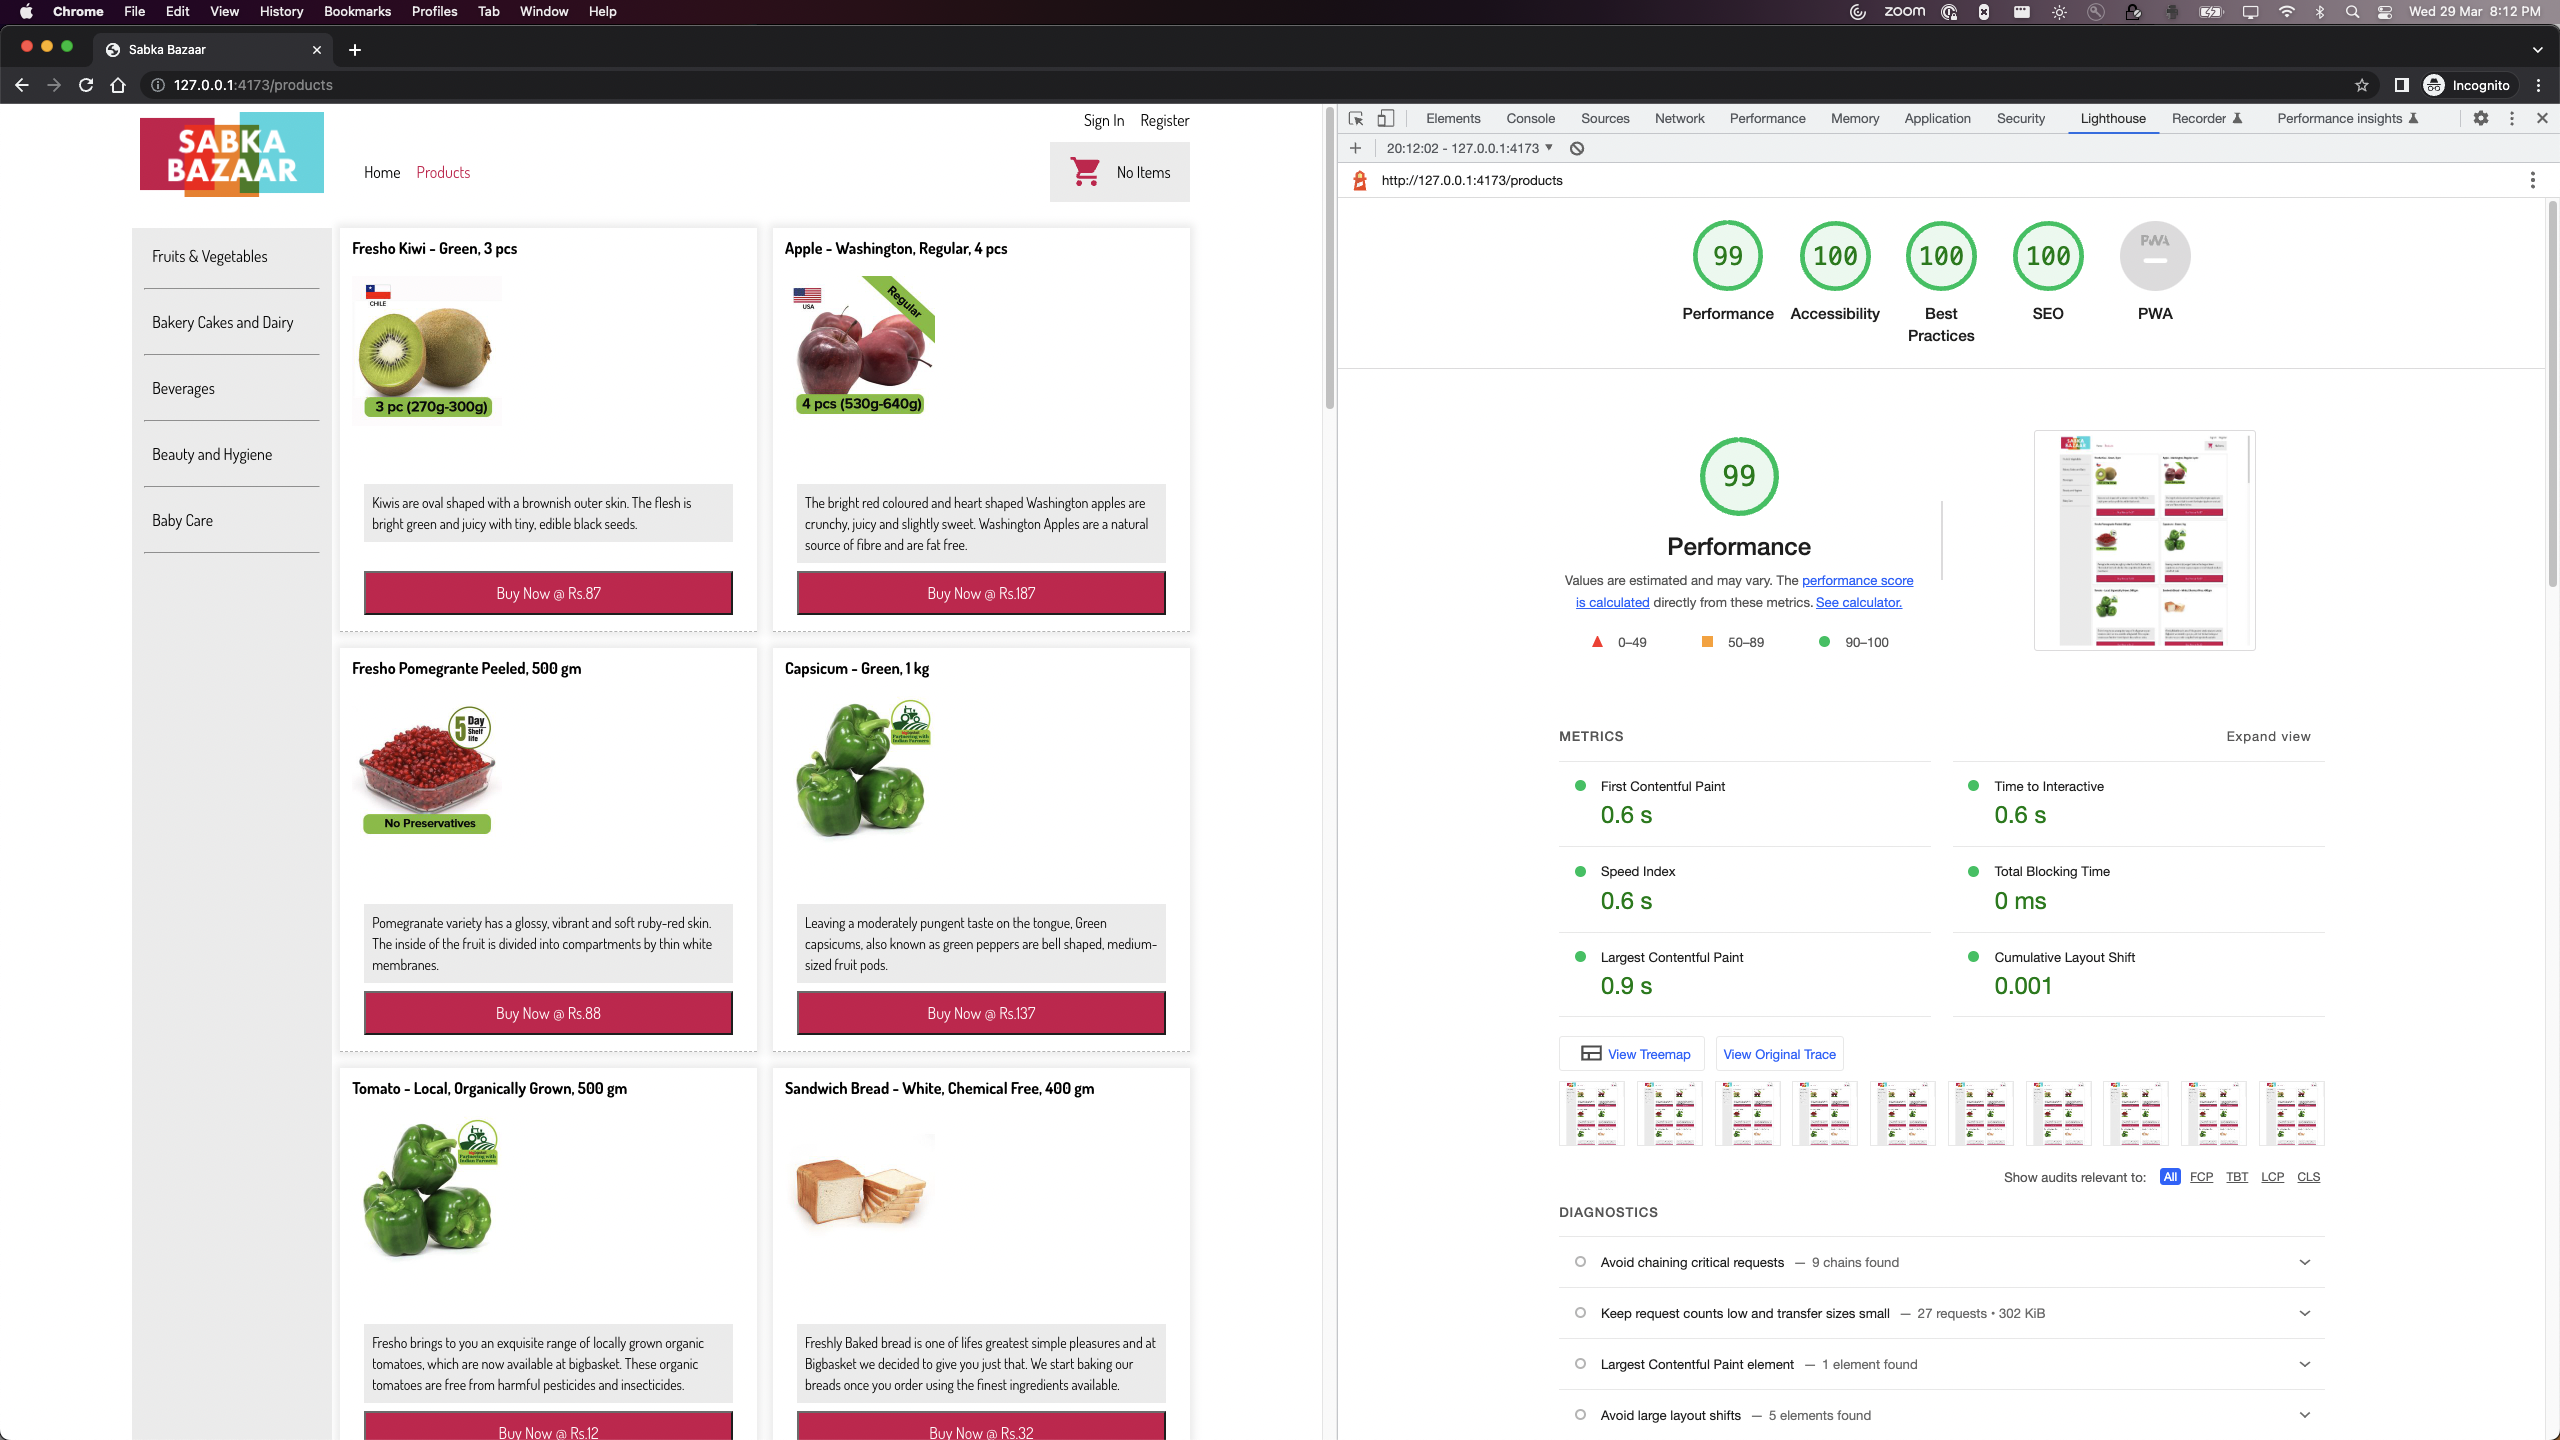 Chrome File Edit View History Bookmarks Profiles Tab Window Help
zoom
Wed 29 Mar 8:12 PM
Sabka Bazaar
127.0.0.1:4173/products
Incognito
SABKA
BAZAAR
Home Products
Sign In Register
No Items
Fruits & Vegetables
Bakery Cakes and Dairy
Beverages
Beauty and Hygiene
Baby Care
Fresho Kiwi - Green, 3 pcs
CHILE
3 pc (270g-300g)
Kiwis are oval shaped with a brownish outer skin. The flesh is
bright green and juicy with tiny, edible black seeds.
Buy Now @ Rs.87
Apple - Washington, Regular, 4 pcs
USA
Regular
4 pcs (530g-640g)
The bright red coloured and heart shaped Washington apples are
crunchy, juicy and slightly sweet. Washington Apples are a natural
source of fibre and are fat free.
Buy Now @ Rs.187
Fresho Pomegrante Peeled, 500 gm
5 Day
Shelf
life
No Preservatives
Pomegranate variety has a glossy, vibrant and soft ruby-red skin.
The inside of the fruit is divided into compartments by thin white
membranes.
Buy Now @ Rs.88
Capsicum - Green, 1 kg
Partnering with
Indian Farmers
Leaving a moderately pungent taste on the tongue, Green
capsicums, also known as green peppers are bell shaped, medium-
sized fruit pods.
Buy Now @ Rs.137
Tomato - Local, Organically Grown, 500 gm
Partnering with
Indian Farmers
Fresho brings to you an exquisite range of locally grown organic
tomatoes, which are now available at bigbasket. These organic
tomatoes are free from harmful pesticides and insecticides.
Buy Now @ Rs.12
Sandwich Bread - White, Chemical Free, 400 gm
Freshly Baked bread is one of lifes greatest simple pleasures and at
Bigbasket we decided to give you just that. We start baking our
breads once you order using the finest ingredients available.
Buy Now @ Rs.32
Elements Console Sources Network Performance Memory Application Security Lighthouse Recorder Performance insights
20:12:02 - 127.0.0.1:4173
http://127.0.0.1:4173/products
99 100 100 100 PWA
Performance Accessibility Best Practices SEO PWA
99
Performance
Values are estimated and may vary. The performance score
is calculated directly from these metrics. See calculator.
0–49 50–89 90–100
METRICS
Expand view
First Contentful Paint
0.6 s
Time to Interactive
0.6 s
Speed Index
0.6 s
Total Blocking Time
0 ms
Largest Contentful Paint
0.9 s
Cumulative Layout Shift
0.001
View Treemap View Original Trace
Show audits relevant to: All FCP TBT LCP CLS
DIAGNOSTICS
Avoid chaining critical requests — 9 chains found
Keep request counts low and transfer sizes small — 27 requests • 302 KiB
Largest Contentful Paint element — 1 element found
Avoid large layout shifts — 5 elements found